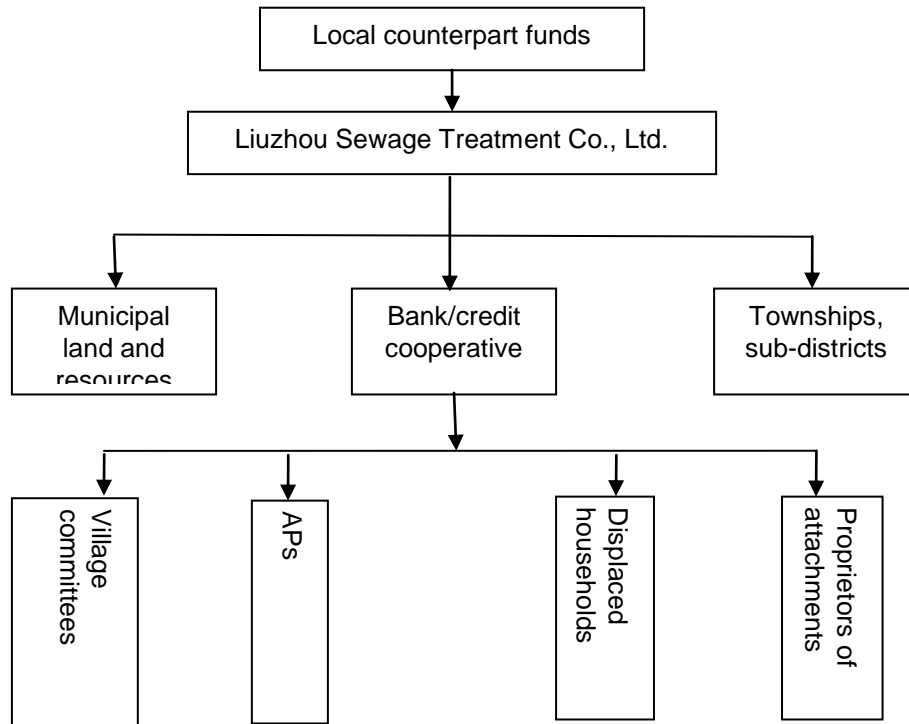 Local counterpart funds
Liuzhou Sewage Treatment Co., Ltd.
Municipal
land and
resources
Bank/credit
cooperative
Townships,
sub-districts
Village
committees
APs
Displaced
households
Proprietors of
attachments